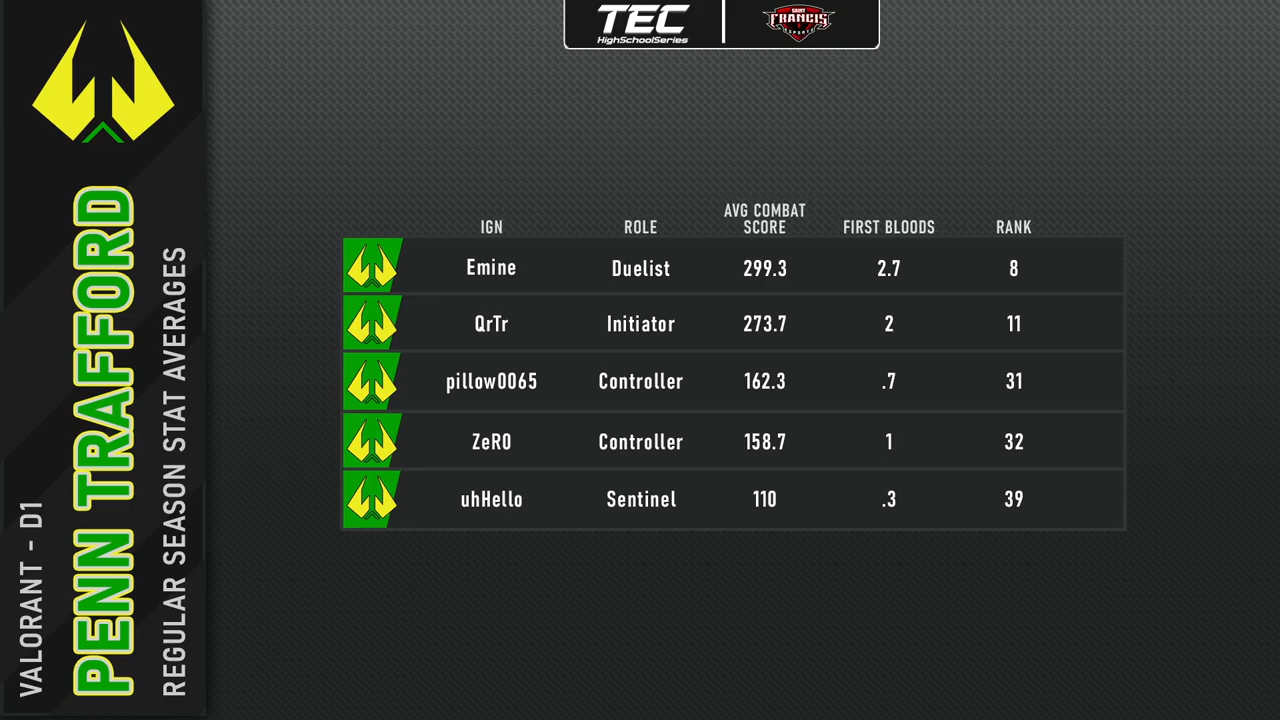 TEC
HighSchoolSeries
SAINT
FRANCIS
ESPORTS
VALORANT - D1
PENN TRAFFORD
REGULAR SEASON STAT AVERAGES
IGN ROLE AVG COMBAT SCORE FIRST BLOODS RANK
Emine Duelist 299.3 2.7 8
QrTr Initiator 273.7 2 11
pillow0065 Controller 162.3 .7 31
ZeR0 Controller 158.7 1 32
uhHello Sentinel 110 .3 39